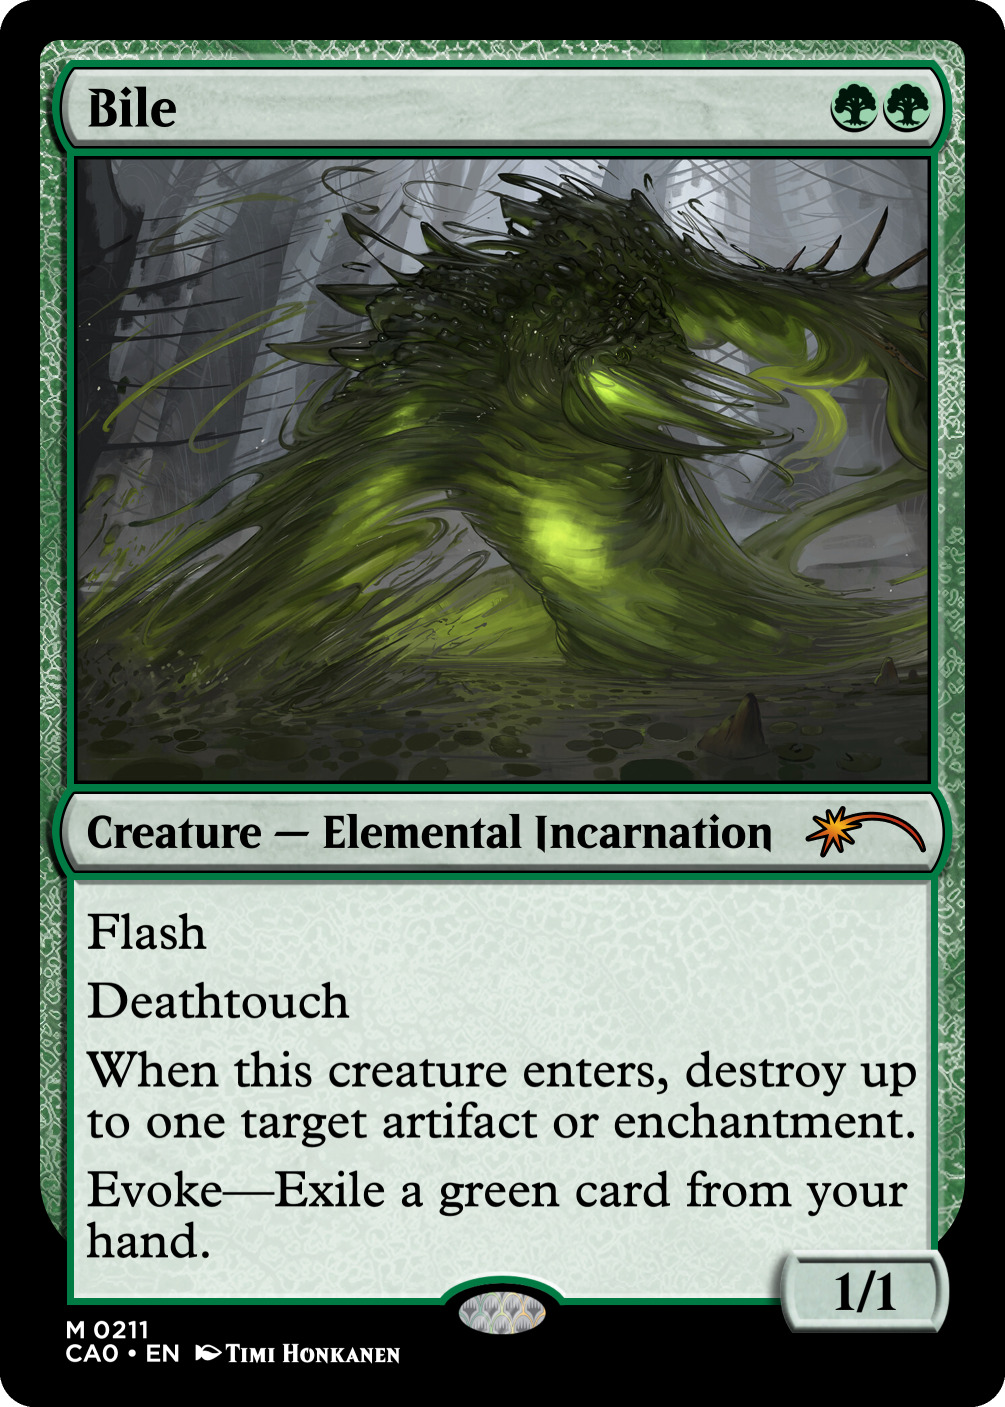 Bile
Creature — Elemental Incarnation
Flash
Deathtouch
When this creature enters, destroy up
to one target artifact or enchantment.
Evoke—Exile a green card from your
hand.
1/1
M 0211
CAO • EN TIMI HONKANEN